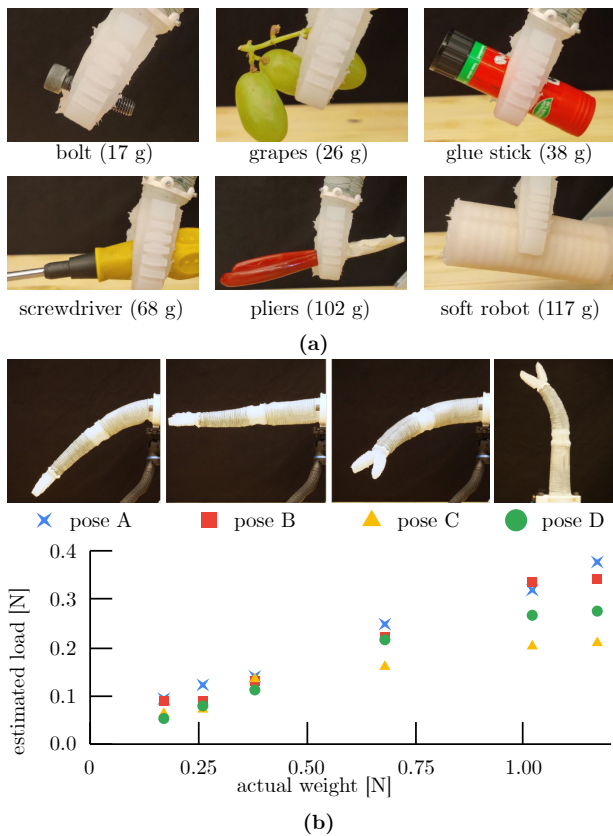 bolt (17 g) grapes (26 g) glue stick (38 g)
screwdriver (68 g) pliers (102 g) soft robot (117 g)
(a)
pose A pose B pose C pose D
estimated load [N]
0.4
0.3
0.2
0.1
0.0
0 0.25 0.50 0.75 1.00
actual weight [N]
(b)